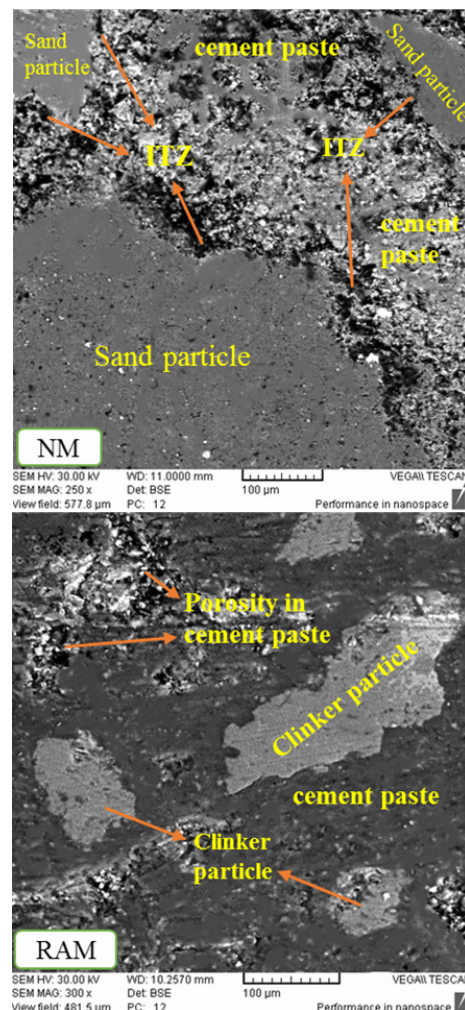 Sand
particle
cement paste
Sand particle
ITZ
ITZ
cement
paste
Sand particle
NM
SEM HV: 30.00 kV WD: 11.0000 mm VEGA\\ TESCAN
SEM MAG: 250 x Det: BSE 100 µm
View field: 577.8 µm PC: 12 Performance in nanospace
Porosity in
cement paste
Clinker particle
cement paste
Clinker
particle
RAM
SEM HV: 30.00 kV WD: 10.2570 mm VEGA\\ TESCAN
SEM MAG: 300 x Det: BSE 100 µm
View field: 481.5 µm PC: 12 Performance in nanospace